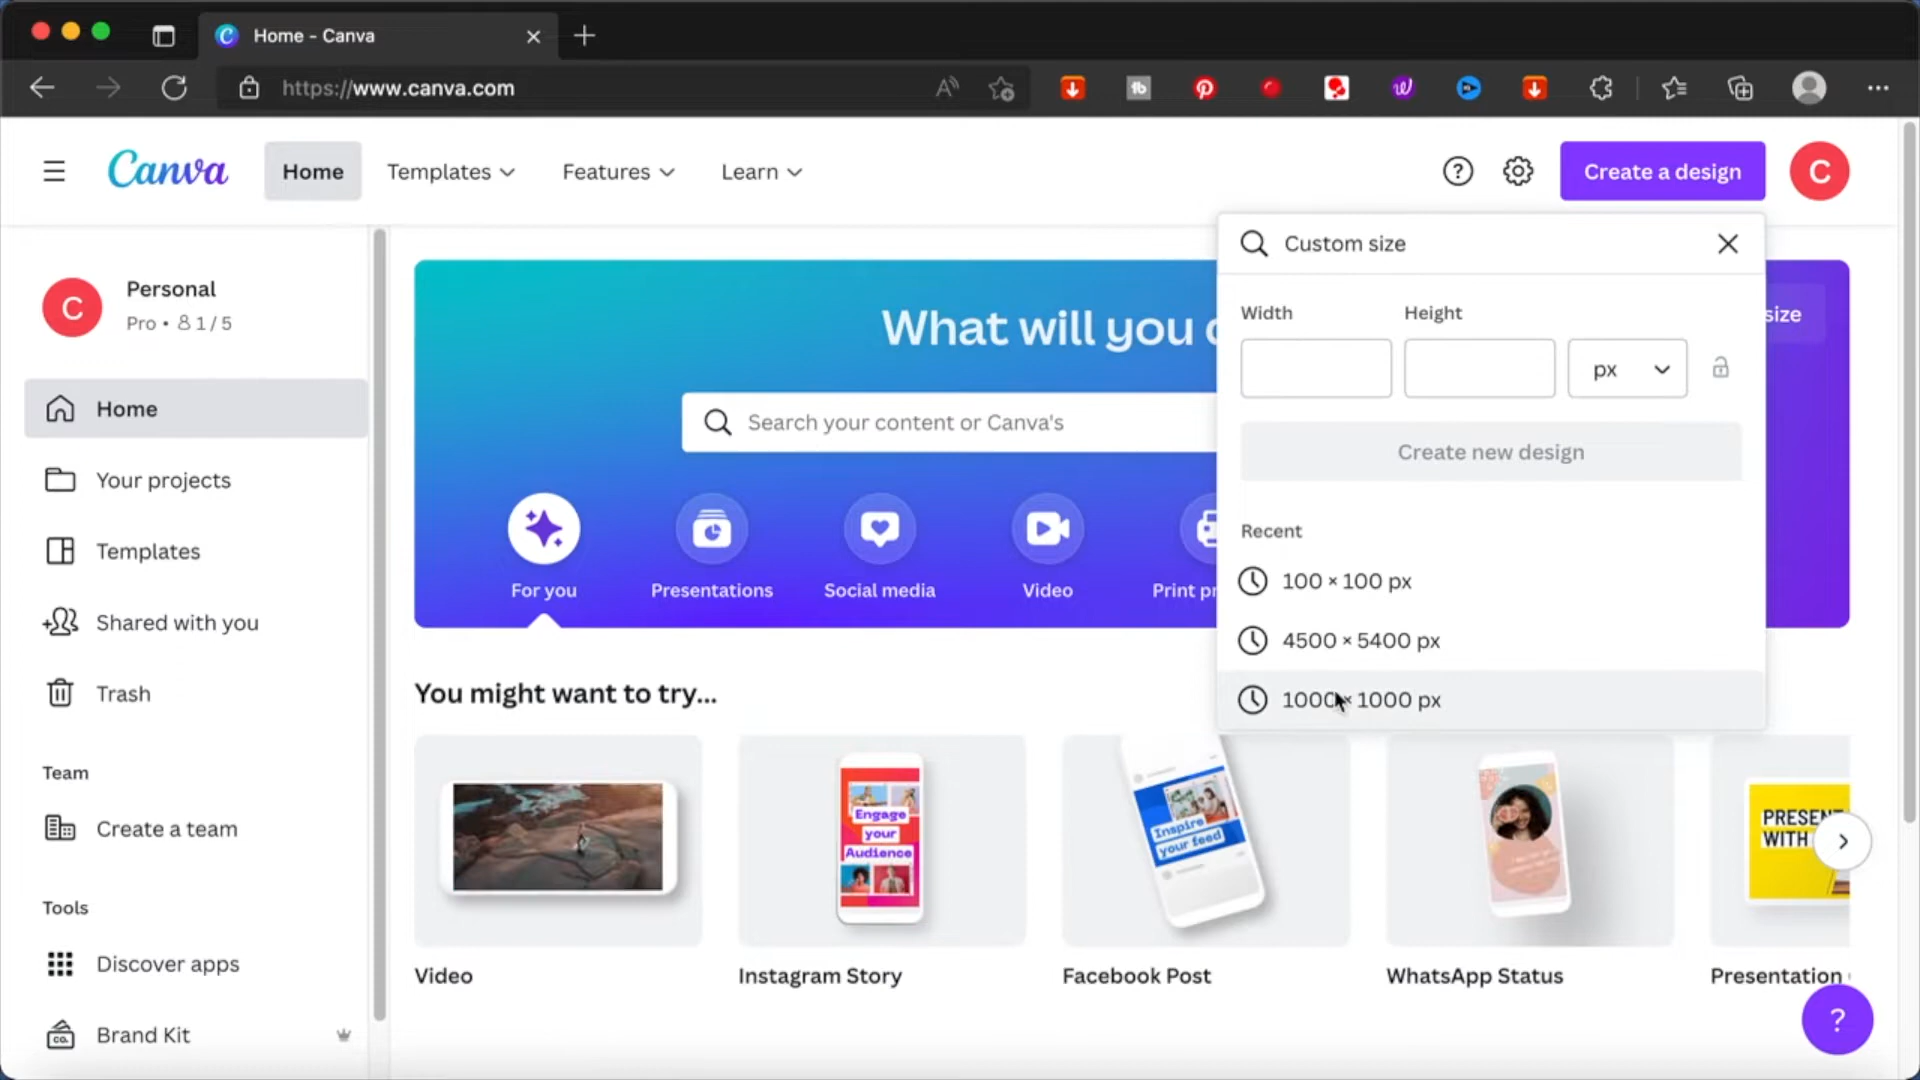 Home - Canva
https://www.canva.com
Canva
Home
Templates
Features
Learn
Create a design
C
C
Personal
Pro • 1 / 5
Home
Your projects
Templates
Shared with you
Trash
Team
Create a team
Tools
Discover apps
Brand Kit
What will you
Search your content or Canva's
For you
Presentations
Social media
Video
Print pr
size
Custom size
Width
Height
px
Create new design
Recent
100 × 100 px
4500 × 5400 px
1000 × 1000 px
You might want to try...
Engage
your
Audience
Inspire
your feed
PRESENT
WITH
Video
Instagram Story
Facebook Post
WhatsApp Status
Presentation
?